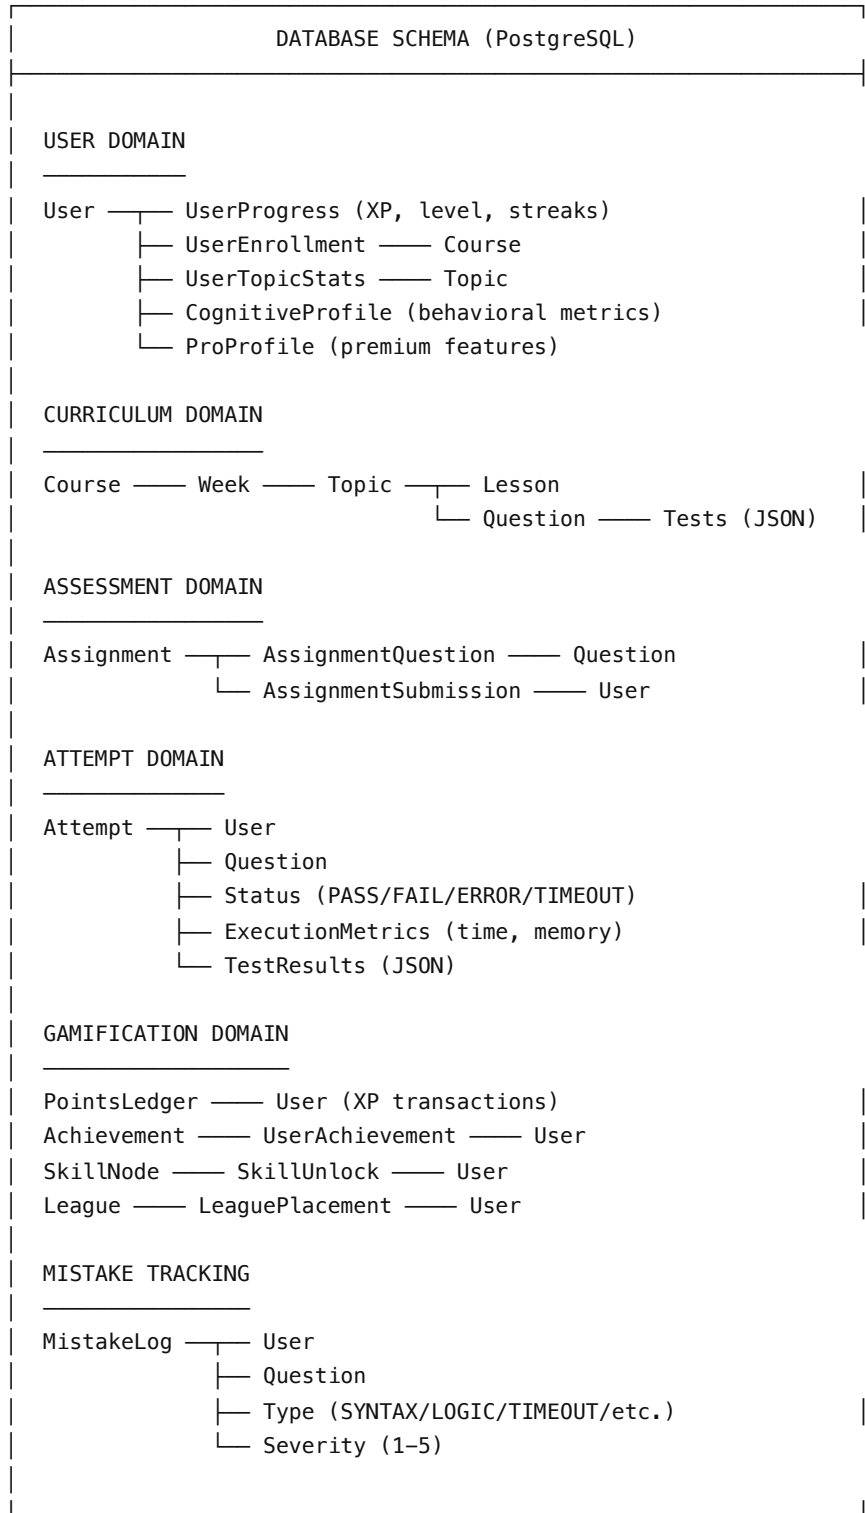 DATABASE SCHEMA (PostgreSQL)
USER DOMAIN
User ──┬── UserProgress (XP, level, streaks)
├── UserEnrollment ──── Course
├── UserTopicStats ──── Topic
├── CognitiveProfile (behavioral metrics)
└── ProProfile (premium features)
CURRICULUM DOMAIN
Course ──── Week ──── Topic ──┬── Lesson
└── Question ──── Tests (JSON)
ASSESSMENT DOMAIN
Assignment ──┬── AssignmentQuestion ──── Question
└── AssignmentSubmission ──── User
ATTEMPT DOMAIN
Attempt ──┬── User
├── Question
├── Status (PASS/FAIL/ERROR/TIMEOUT)
├── ExecutionMetrics (time, memory)
└── TestResults (JSON)
GAMIFICATION DOMAIN
PointsLedger ──── User (XP transactions)
Achievement ──── UserAchievement ──── User
SkillNode ──── SkillUnlock ──── User
League ──── LeaguePlacement ──── User
MISTAKE TRACKING
MistakeLog ──┬── User
├── Question
├── Type (SYNTAX/LOGIC/TIMEOUT/etc.)
└── Severity (1–5)